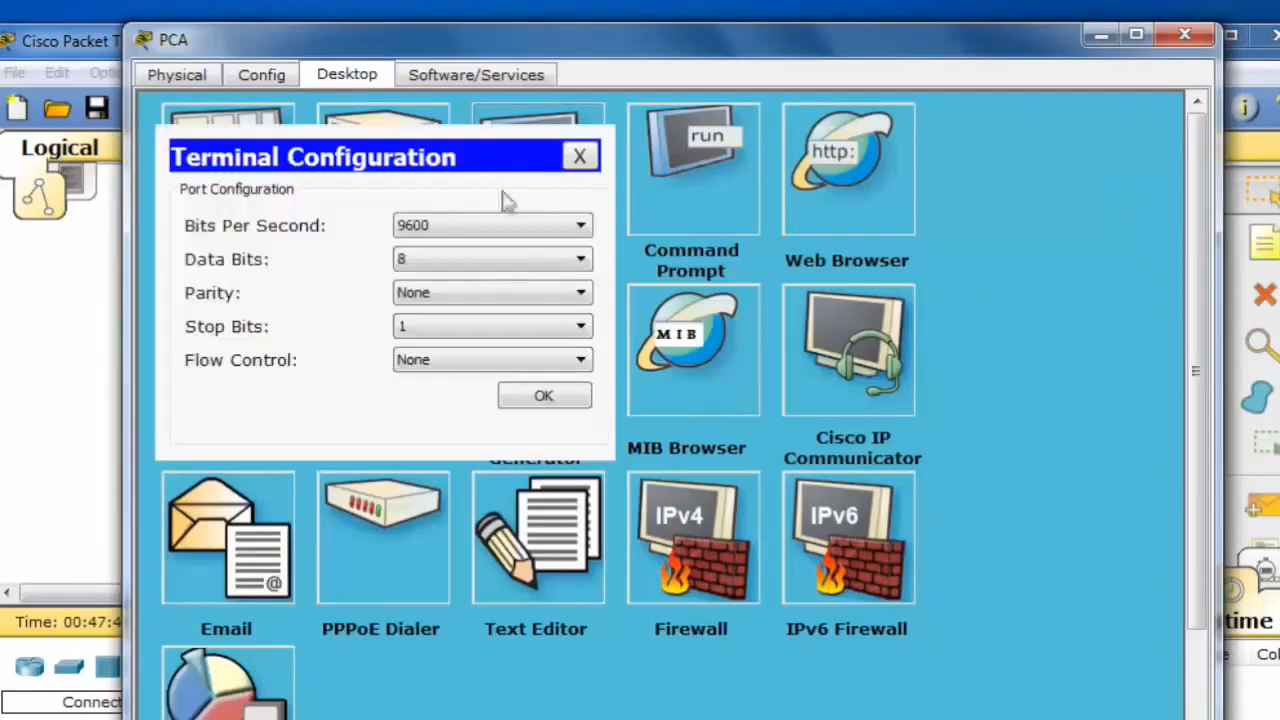 Cisco Packet T
PCA
File Edit Opti
Physical Config Desktop Software/Services
Logical
Terminal Configuration X
Port Configuration
Bits Per Second: 9600
Data Bits: 8
Parity: None
Stop Bits: 1
Flow Control: None
OK
run
http:
Command
Prompt
Web Browser
MIB
MIB Browser
Cisco IP
Communicator
Generator
@
IPv4
IPv6
Email
PPPoE Dialer
Text Editor
Firewall
IPv6 Firewall
Time: 00:47:4
Connect
time
Col